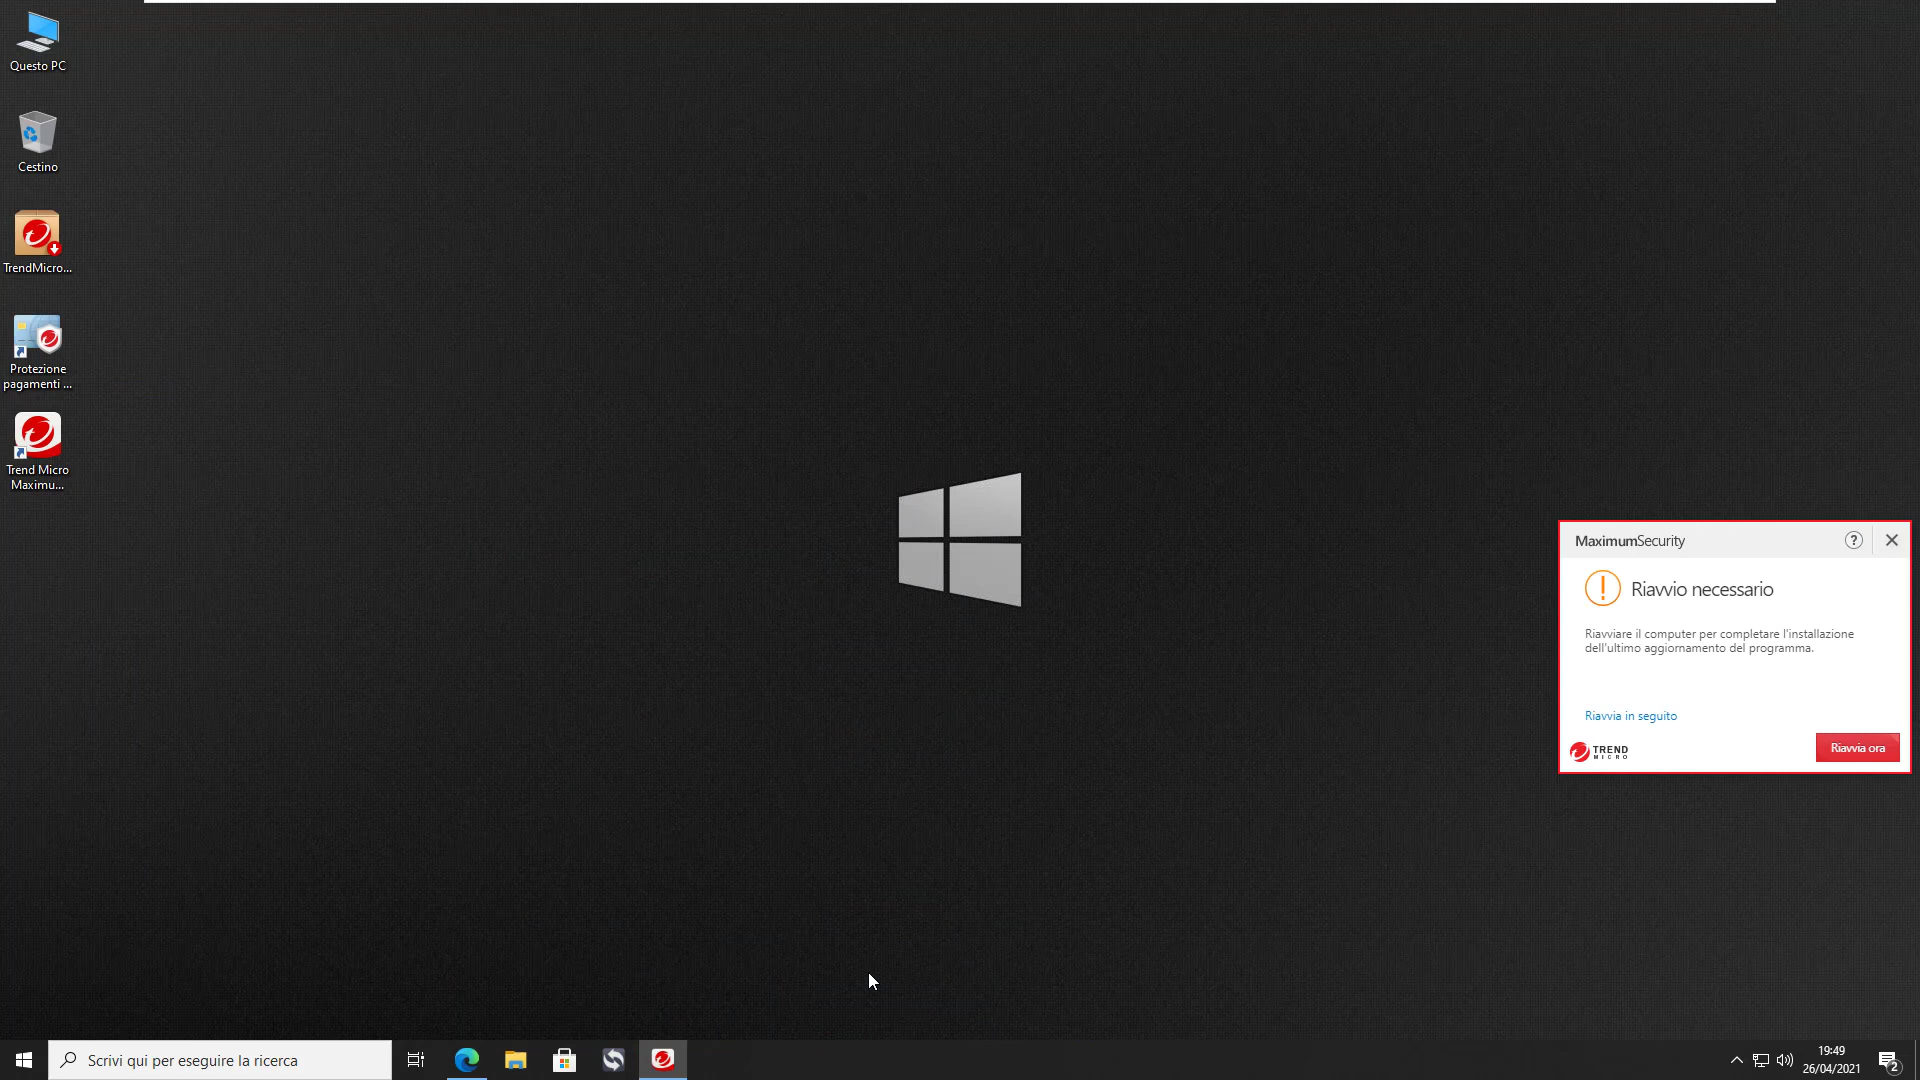 Questo PC
Cestino
TrendMicro...
Protezione
pagamenti ...
Trend Micro
Maximu...
MaximumSecurity
?
Riavvio necessario
Riavviare il computer per completare l'installazione
dell'ultimo aggiornamento del programma.
Riavvia in seguito
TREND
MICRO
Riavvia ora
Scrivi qui per eseguire la ricerca
19:49
26/04/2021
2